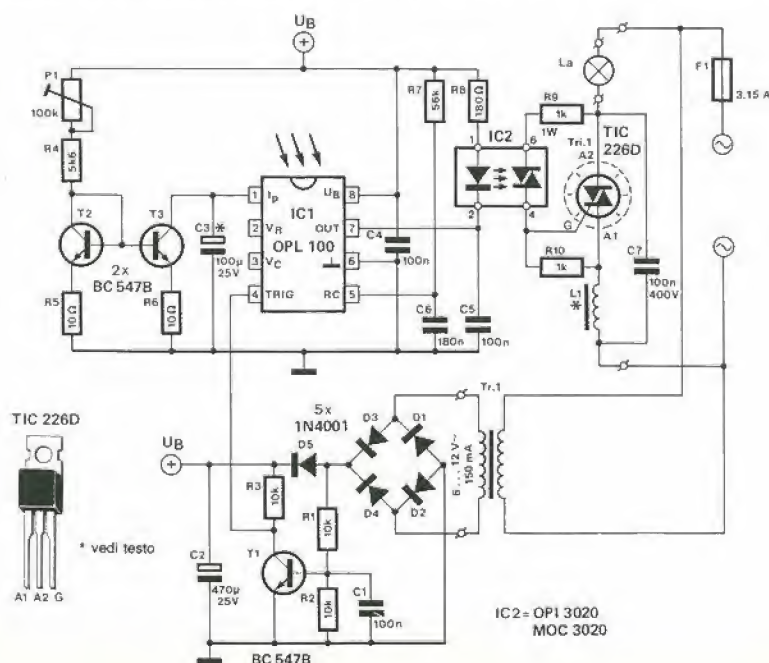 UB
P1
100k
R4
5k6
T2
T3
2x
BC 547B
R5
10Ω
R6
10Ω
C3 *
100µ
25V
1 Ip
2 VR
3 VC
4 TRIG
IC1
OPL 100
UB 8
OUT 7
⊥ 6
RC 5
C4
100n
R7
56k
R8
180Ω
IC2
1
2
6
4
C6
180n
C5
100n
R9
1k
1W
R10
1k
La
TIC
226D
Tri.1
A2
G
A1
L1
*
C7
100n
400V
F1
3.15 A
TIC 226D
A1 A2 G
* vedi testo
UB
5x
1N4001
D5
D3
D1
D4
D2
R3
10k
R1
10k
R2
10k
T1
BC 547B
C1
100n
C2
470µ
25V
6 ... 12 V~
150 mA
Tr.1
IC2 = OPI 3020
MOC 3020